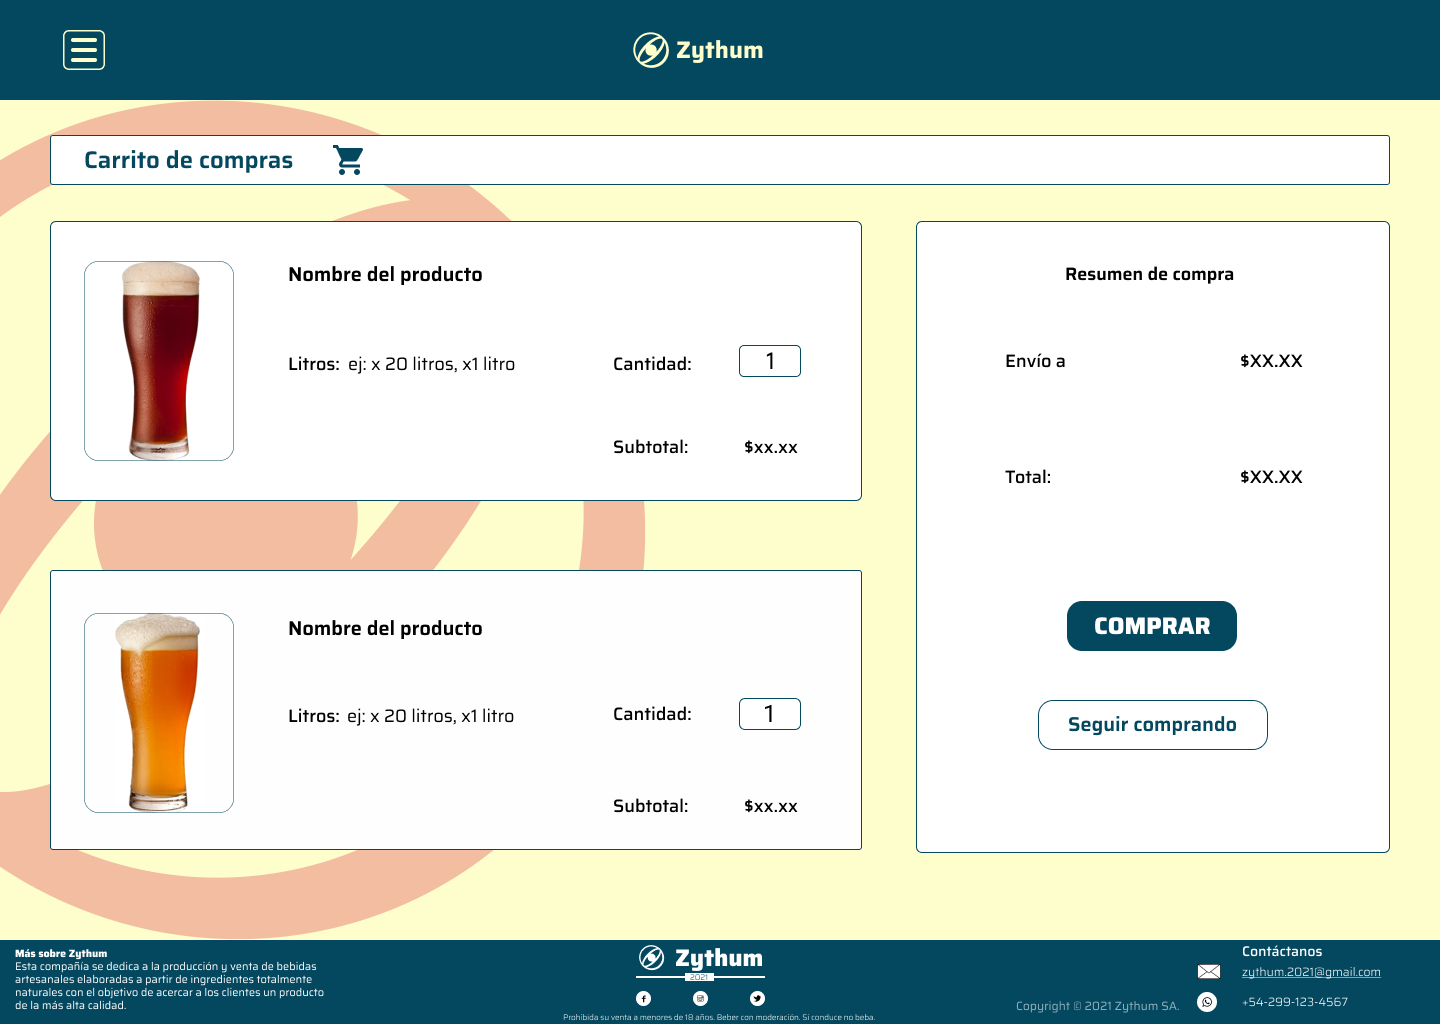 Zythum
Carrito de compras
Nombre del producto
Litros: ej: x 20 litros, x1 litro
Cantidad: 1
Subtotal: $xx.xx
Nombre del producto
Litros: ej: x 20 litros, x1 litro
Cantidad: 1
Subtotal: $xx.xx
Resumen de compra
Envío a $XX.XX
Total: $XX.XX
COMPRAR
Seguir comprando
Más sobre Zythum
Esta compañía se dedica a la producción y venta de bebidas
artesanales elaboradas a partir de ingredientes totalmente
naturales con el objetivo de acercar a los clientes un producto
de la más alta calidad.
Zythum
2021
Prohibida su venta a menores de 18 años. Beber con moderación. Si conduce no beba.
Copyright © 2021 Zythum SA.
Contáctanos
zythum.2021@gmail.com
+54-299-123-4567